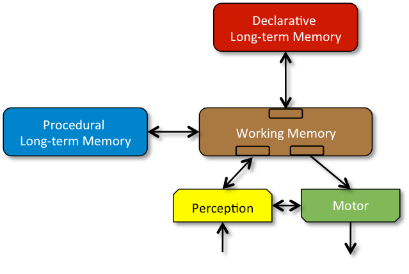 Declarative
Long-term Memory
Procedural
Long-term Memory
Working Memory
Perception
Motor